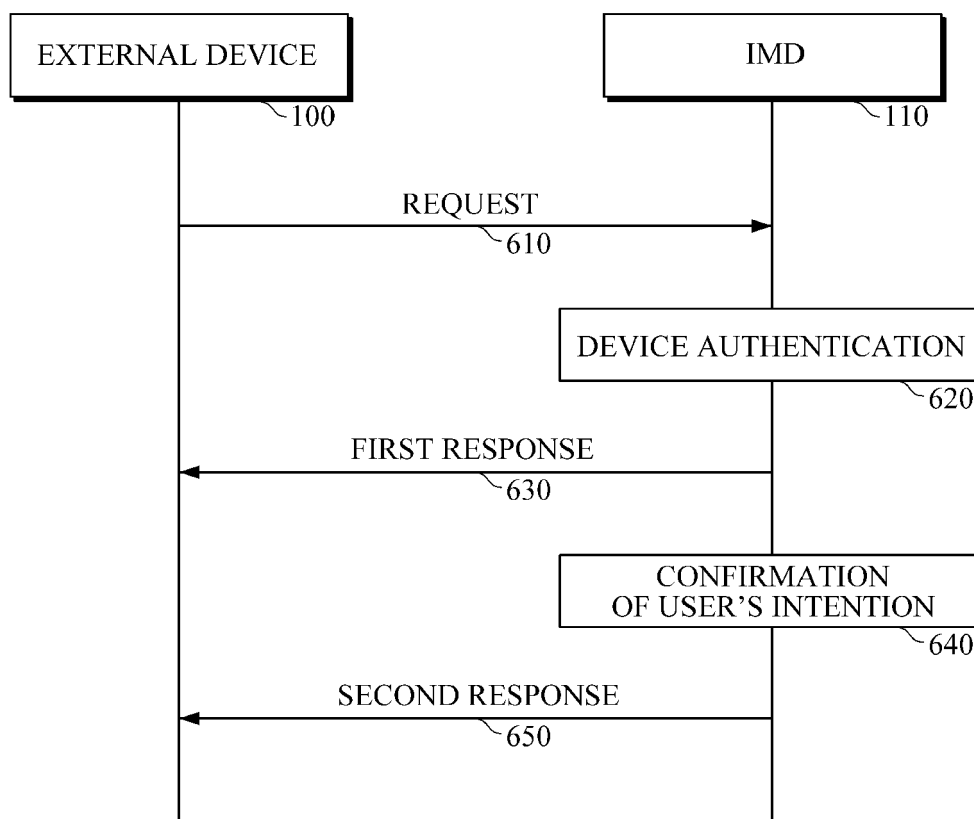 EXTERNAL DEVICE
IMD
100
110
REQUEST
610
DEVICE AUTHENTICATION
620
FIRST RESPONSE
630
CONFIRMATION
OF USER'S INTENTION
640
SECOND RESPONSE
650